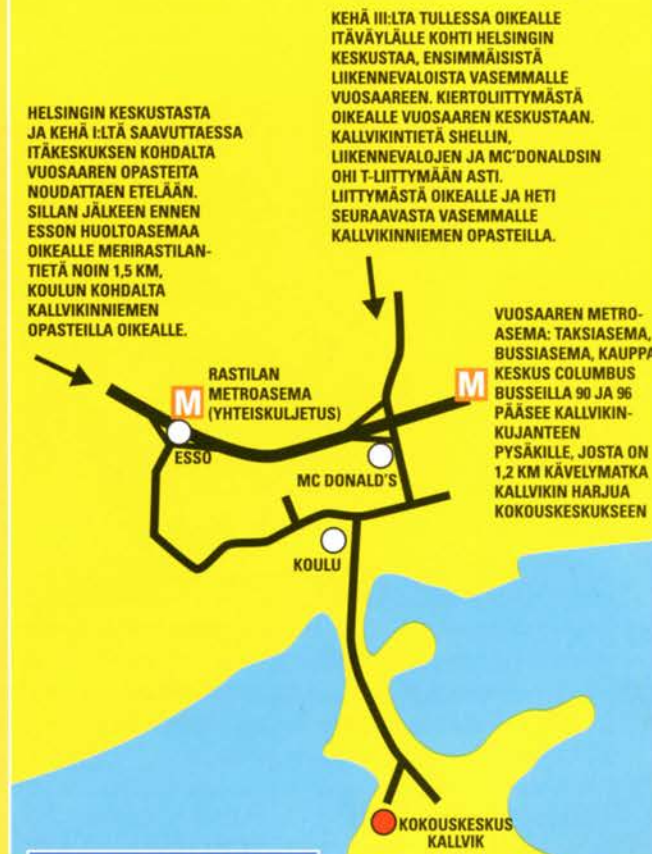 KEHÄ III:LTA TULLESSA OIKEALLE
ITÄVÄYLÄLLE KOHTI HELSINGIN
KESKUSTAA, ENSIMMÄISISTÄ
LIIKENNEVALOISTA VASEMMALLE
VUOSAAREEN. KIERTOLIITTYMÄSTÄ
OIKEALLE VUOSAAREN KESKUSTAAN.
KALLVIKINTIETÄ SHELLIN,
LIIKENNEVALOJEN JA MC'DONALDSIN
OHI T-LIITTYMÄÄN ASTI.
LIITTYMÄSTÄ OIKEALLE JA HETI
SEURAAVASTA VASEMMALLE
KALLVIKINNIEMEN OPASTEILLA.
HELSINGIN KESKUSTASTA
JA KEHÄ I:LTÄ SAAVUTTAESSA
ITÄKESKUKSEN KOHDALTA
VUOSAAREN OPASTEITA
NOUDATTAEN ETELÄÄN.
SILLAN JÄLKEEN ENNEN
ESSON HUOLTOASEMAA
OIKEALLE MERIRASTILAN-
TIETÄ NOIN 1,5 KM,
KOULUN KOHDALTA
KALLVIKINNIEMEN
OPASTEILLA OIKEALLE.
M
RASTILAN
METROASEMA
(YHTEISKULJETUS)
ESSO
MC DONALD'S
M
VUOSAAREN METRO-
ASEMA: TAKSIASEMA,
BUSSIASEMA, KAUPPA
KESKUS COLUMBUS
BUSSEILLA 90 JA 96
PÄÄSEE KALLVIKIN-
KUJANTEEN
PYSÄKILLE, JOSTA ON
1,2 KM KÄVELYMATKA
KALLVIKIN HARJUA
KOKOUSKESKUKSEEN
KOULU
KOKOUSKESKUS
KALLVIK